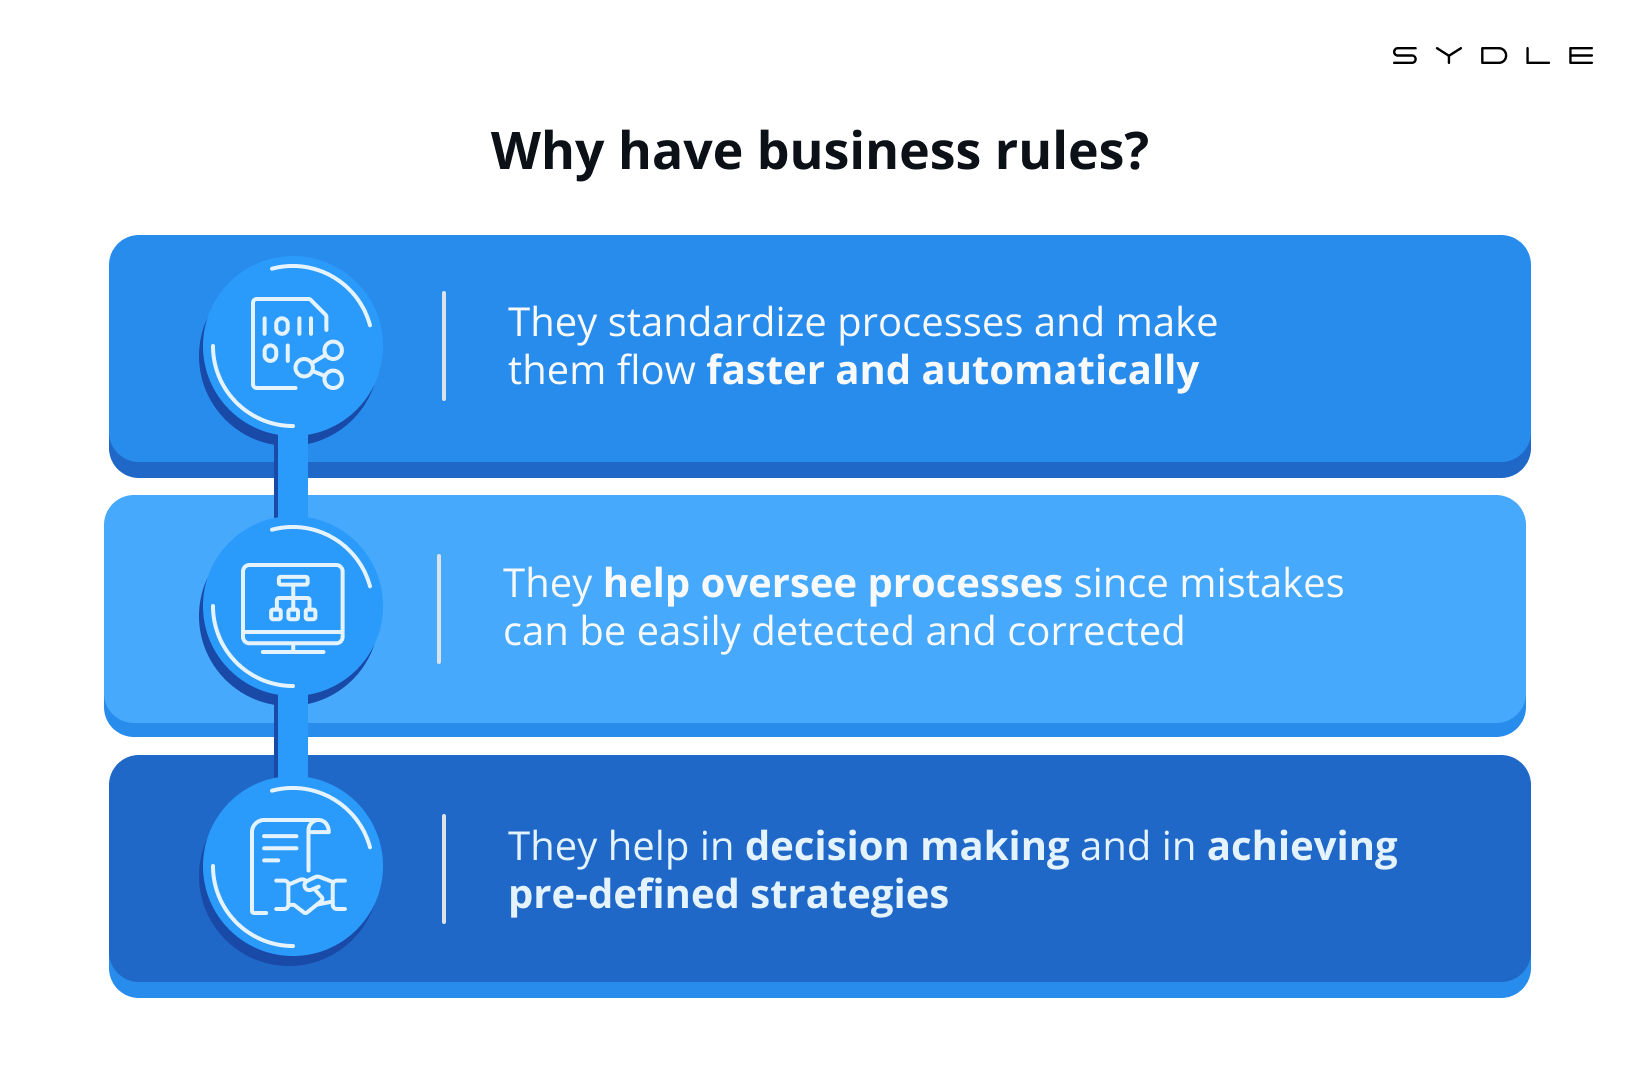 SYDLE
Why have business rules?
1011
01
They standardize processes and make
them flow faster and automatically
They help oversee processes since mistakes
can be easily detected and corrected
They help in decision making and in achieving
pre-defined strategies